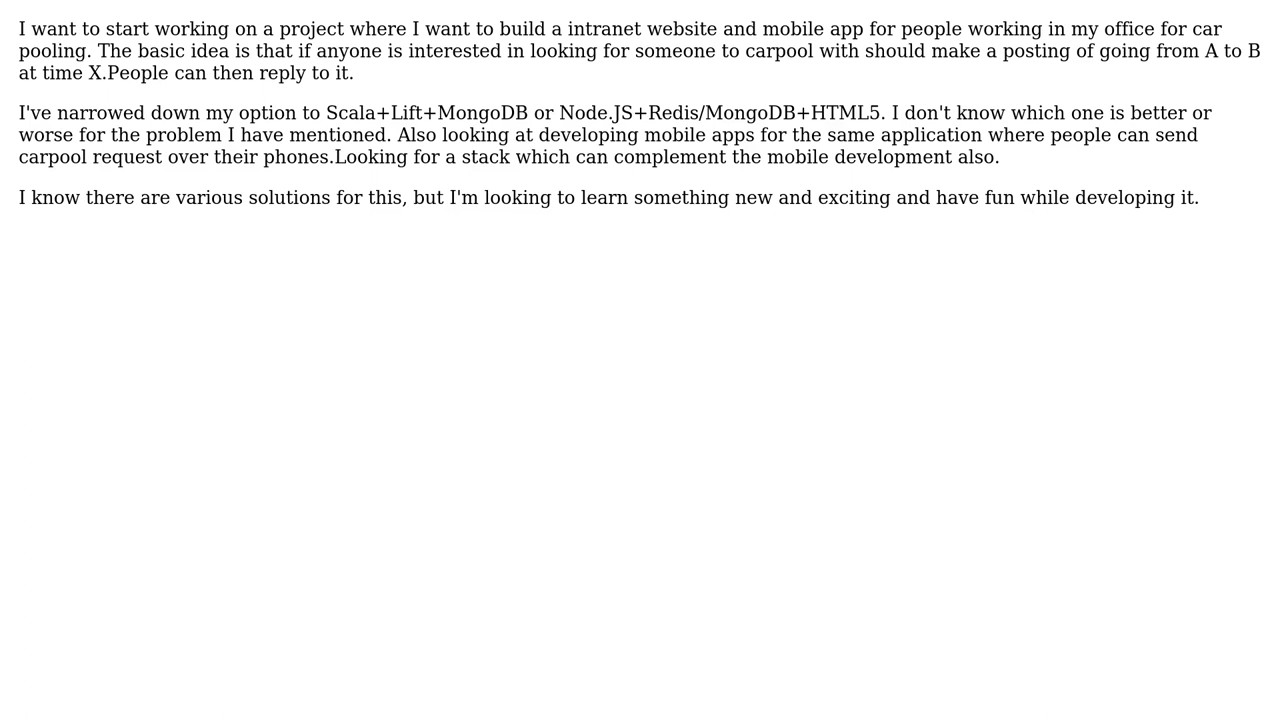 I want to start working on a project where I want to build a intranet website and mobile app for people working in my office for car
pooling. The basic idea is that if anyone is interested in looking for someone to carpool with should make a posting of going from A to B
at time X.People can then reply to it.
I've narrowed down my option to Scala+Lift+MongoDB or Node.JS+Redis/MongoDB+HTML5. I don't know which one is better or
worse for the problem I have mentioned. Also looking at developing mobile apps for the same application where people can send
carpool request over their phones.Looking for a stack which can complement the mobile development also.
I know there are various solutions for this, but I'm looking to learn something new and exciting and have fun while developing it.